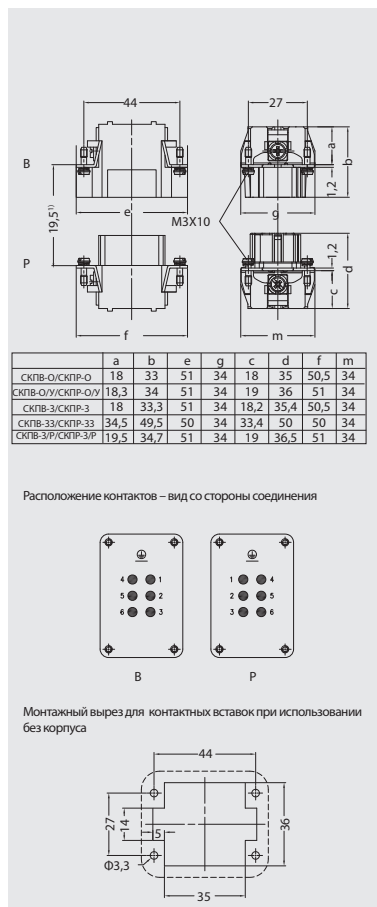 44
27
B
19,5¹⁾
e
M3X10
g
a
b
1,2
P
f
m
1,2
c
d
a b e g c d f m
СКПВ-О/СКПР-О 18 33 51 34 18 35 50,5 34
СКПВ-О/У/СКПР-О/У 18,3 34 51 34 19 36 51 34
СКПВ-З/СКПР-З 18 33,3 51 34 18,2 35,4 50,5 34
СКПВ-ЗЗ/СКПР-ЗЗ 34,5 49,5 50 34 33,4 50 50 34
СКПВ-З/Р/СКПР-З/Р 19,5 34,7 51 34 19 36,5 51 34
Расположение контактов – вид со стороны соединения
4 1 1 4
5 2 2 5
6 3 3 6
В Р
Монтажный вырез для контактных вставок при использовании
без корпуса
44
27
14
5
36
Ф3,3
35